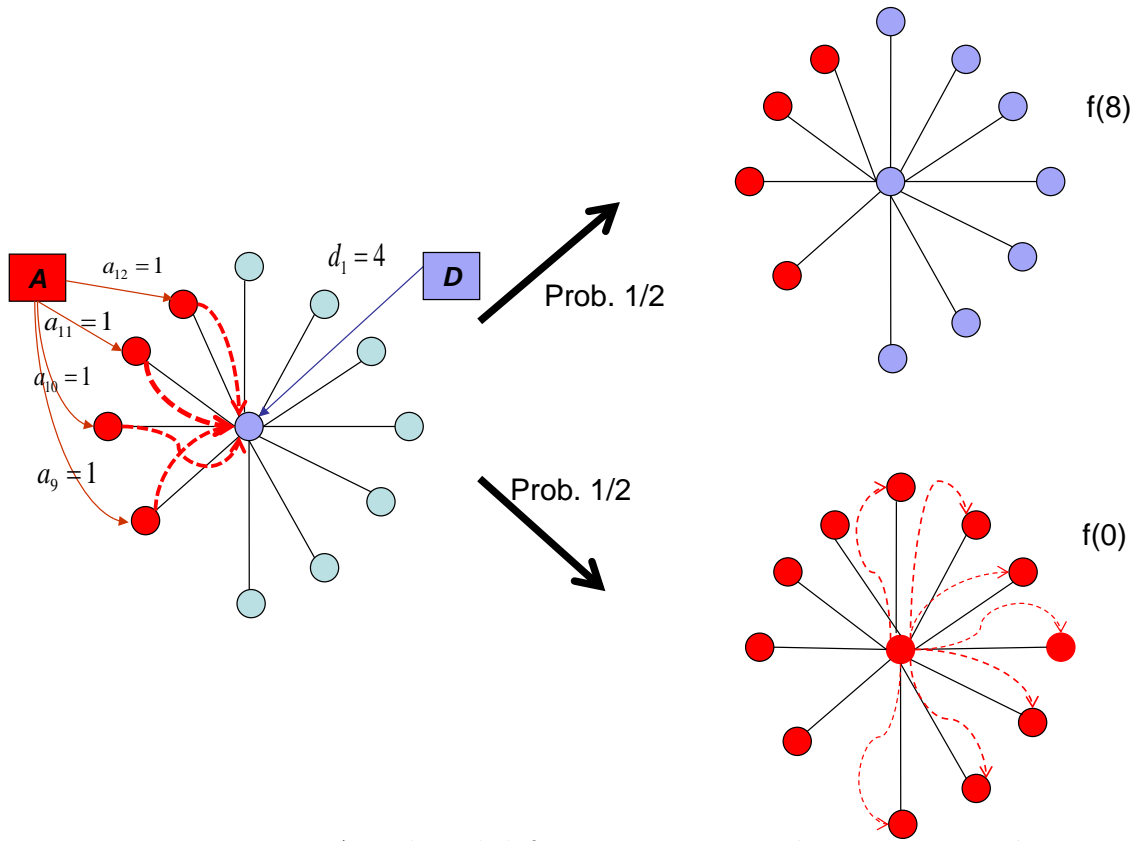 f(8)
d₁ = 4
A
a₁₂ = 1
D
Prob. 1/2
a₁₁ = 1
a₁₀ = 1
a₉ = 1
Prob. 1/2
f(0)